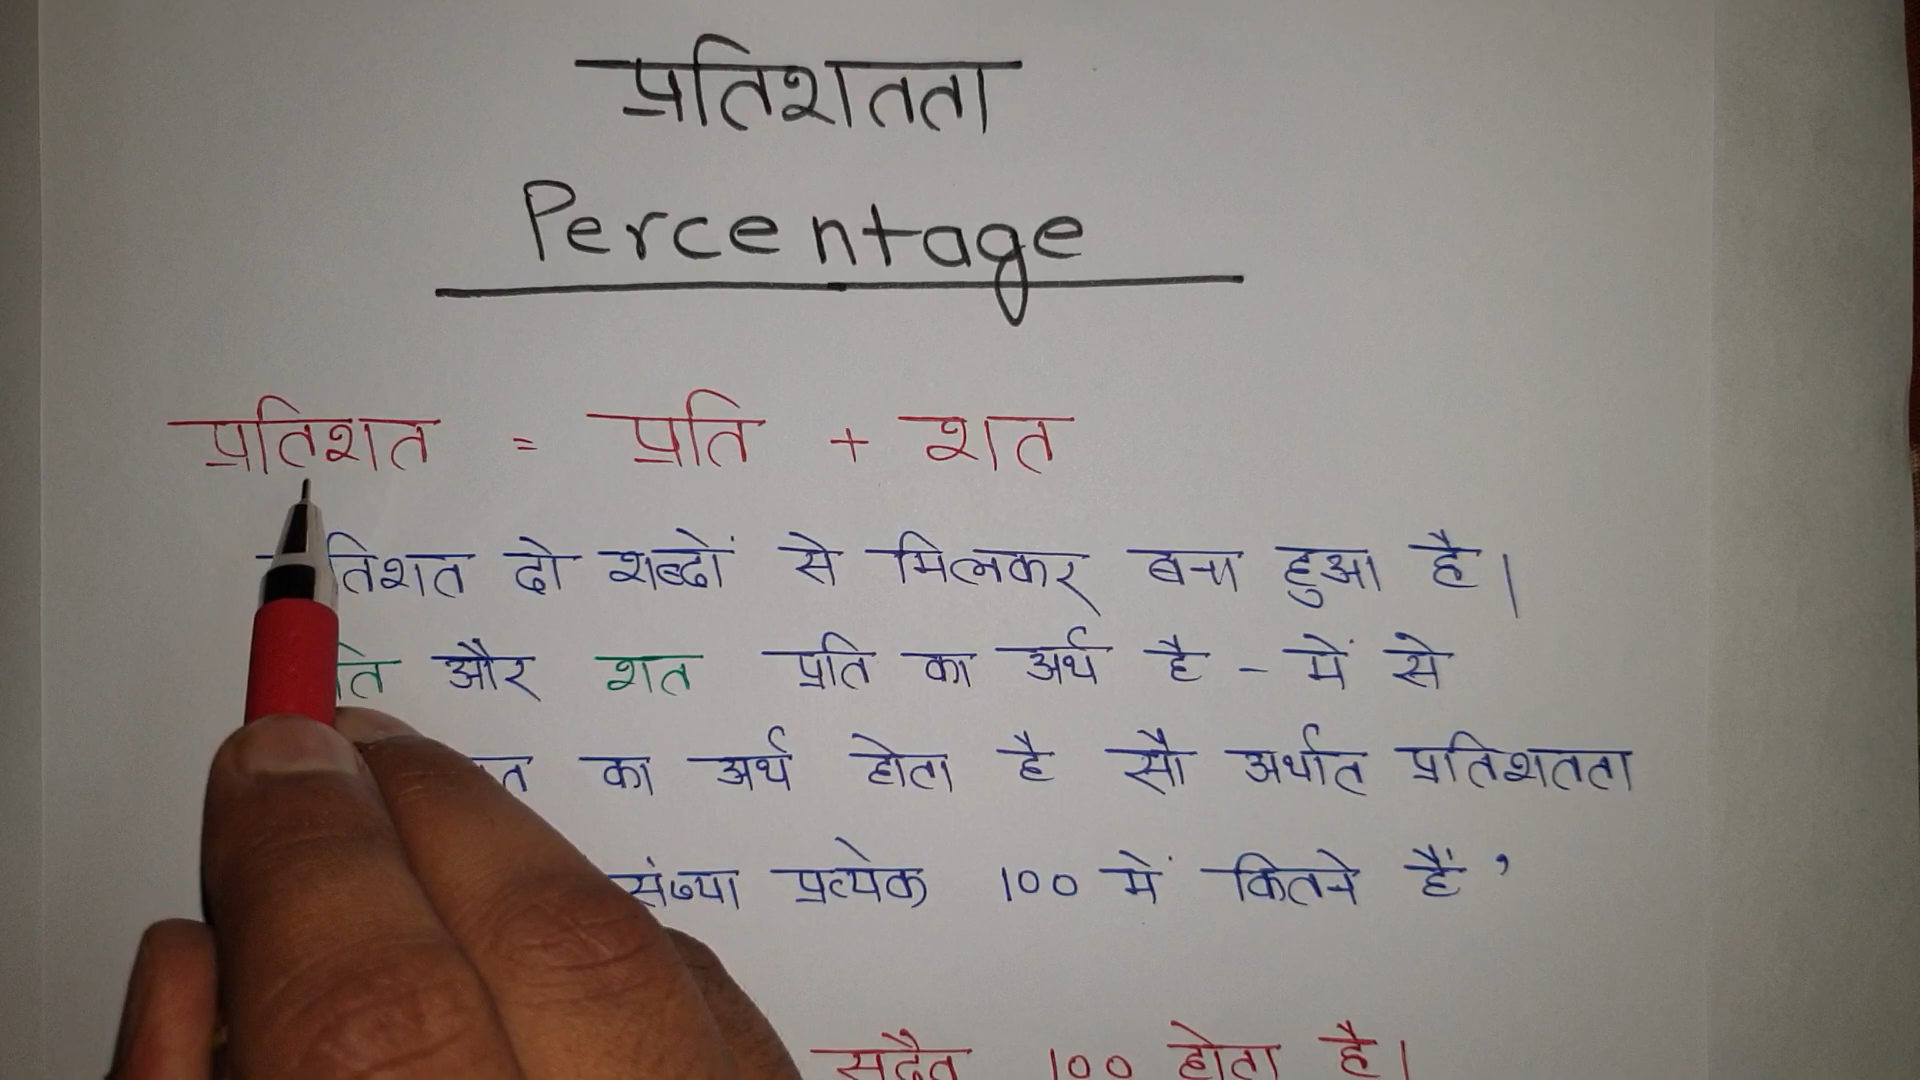 प्रतिशतता
Percentage
प्रतिशत = प्रति + शत
तिशत दो शब्दों से मिलकर बना हुआ है।
ति और शत प्रति का अर्थ है - में से
त का अर्थ होता है सौ अर्थात प्रतिशतता
संख्या प्रत्येक 100 में कितने हैं '
सदैव 100 होता है।